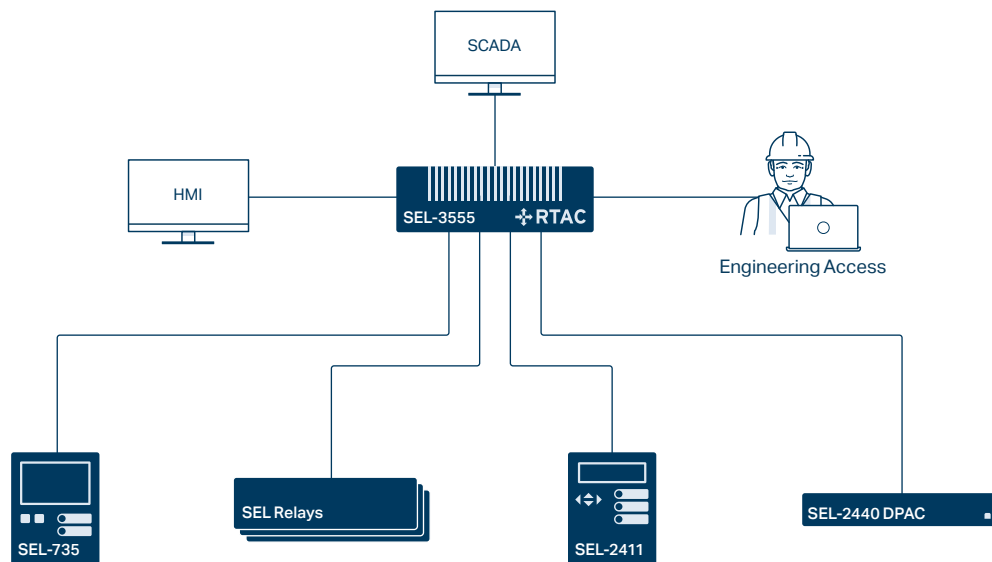 SCADA
HMI
SEL-3555
RTAC
Engineering Access
SEL-735
SEL Relays
SEL-2411
SEL-2440 DPAC